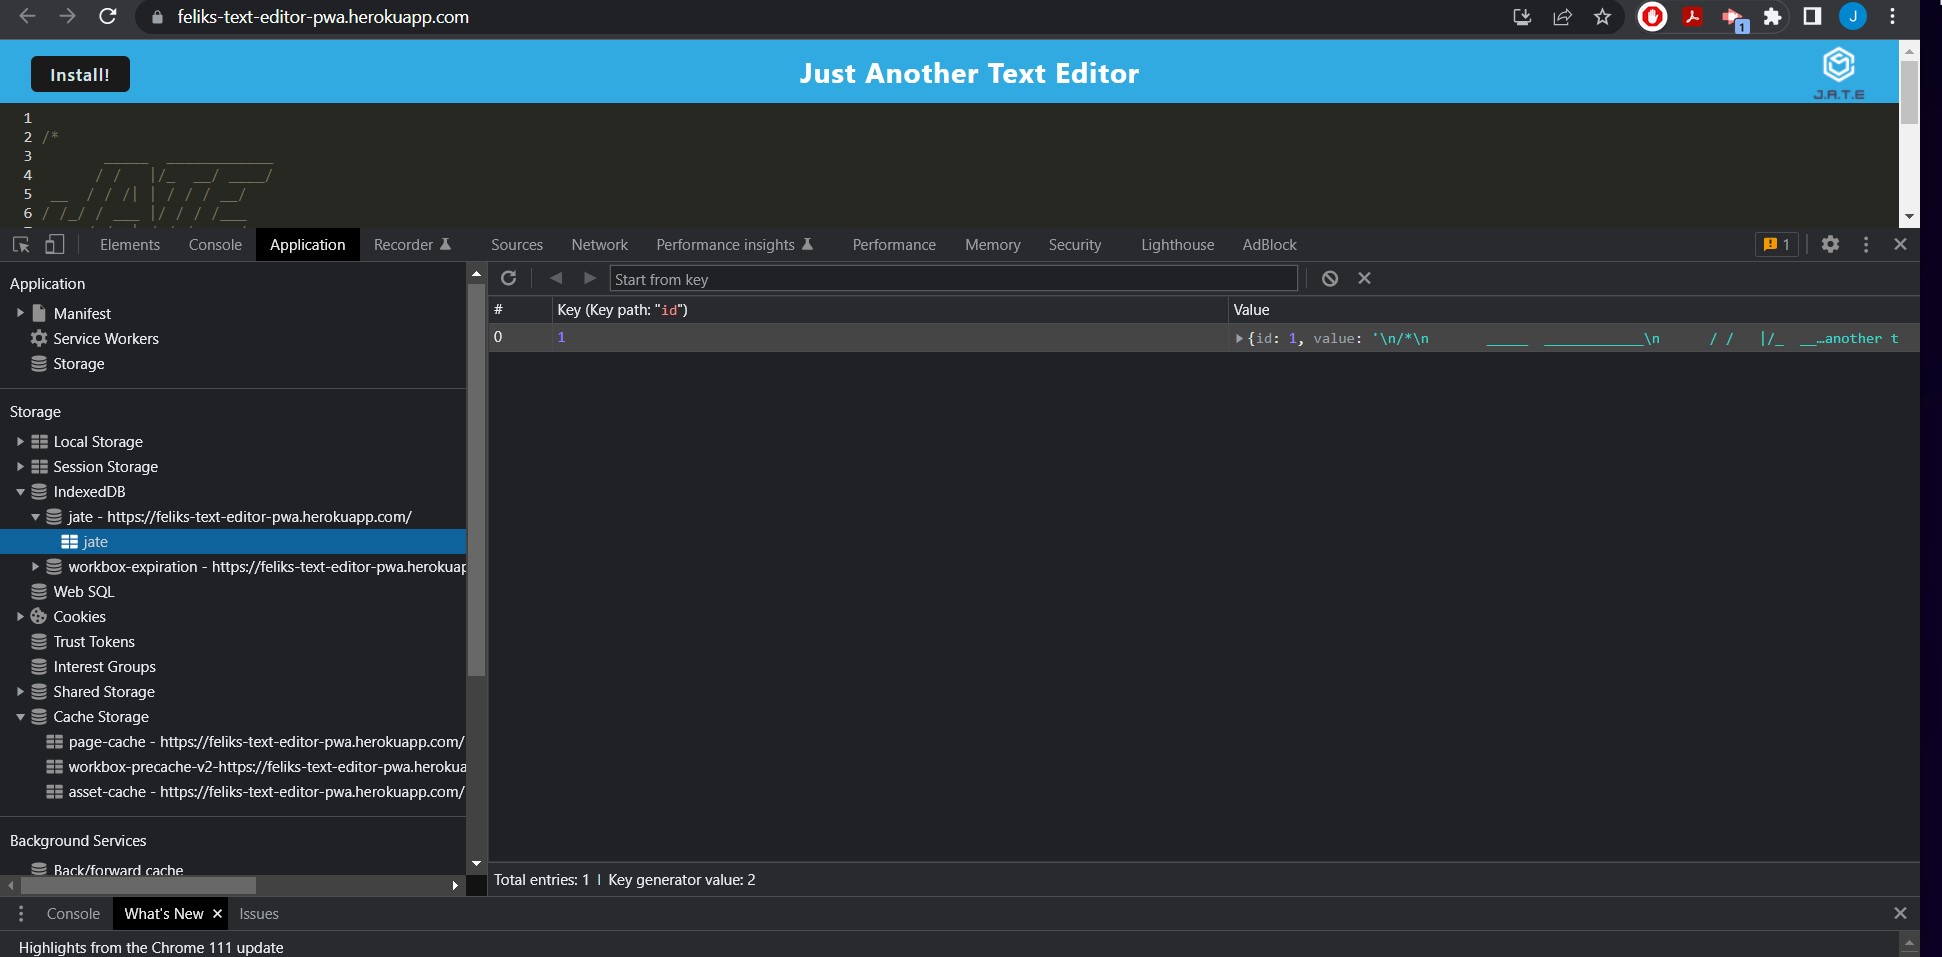 feliks-text-editor-pwa.herokuapp.com
1
J
Install!
Just Another Text Editor
J.A.T.E
1
2 /*
3 _____ ____________
4 / / |/_ __/ ____/
5 __ / / /| | / / / __/
6 / /_/ / ___ |/ / / /___
Elements Console Application Recorder Sources Network Performance insights Performance Memory Security Lighthouse AdBlock 1
Application
Manifest
Service Workers
Storage
Storage
Local Storage
Session Storage
IndexedDB
jate - https://feliks-text-editor-pwa.herokuapp.com/
jate
workbox-expiration - https://feliks-text-editor-pwa.herokuap
Web SQL
Cookies
Trust Tokens
Interest Groups
Shared Storage
Cache Storage
page-cache - https://feliks-text-editor-pwa.herokuapp.com/
workbox-precache-v2-https://feliks-text-editor-pwa.herokua
asset-cache - https://feliks-text-editor-pwa.herokuapp.com/
Background Services
Back/forward cache
Start from key
# Key (Key path: "id") Value
0 1 {id: 1, value: '\n/*\n _____ ____________\n / / |/_ __…another t
Total entries: 1 | Key generator value: 2
Console What's New Issues
Highlights from the Chrome 111 update